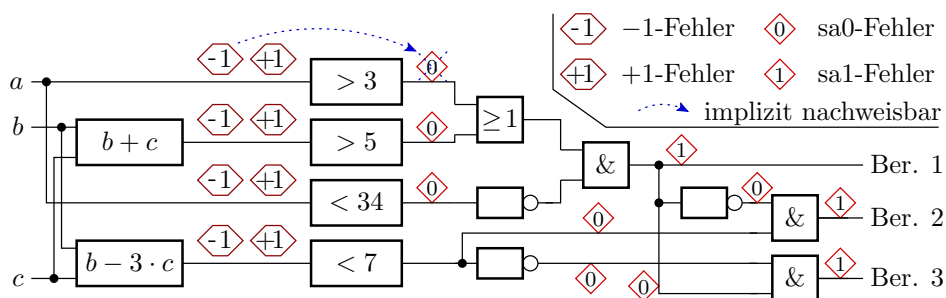 -1 −1-Fehler 0 sa0-Fehler
+1 +1-Fehler 1 sa1-Fehler
implizit nachweisbar
-1 +1 0
a > 3
-1 +1 0
b b + c > 5 ≥1
-1 +1 0
< 34 & 1 Ber. 1
0 0 & 1 Ber. 2
-1 +1
c b − 3 · c < 7
0 0 & 1 Ber. 3